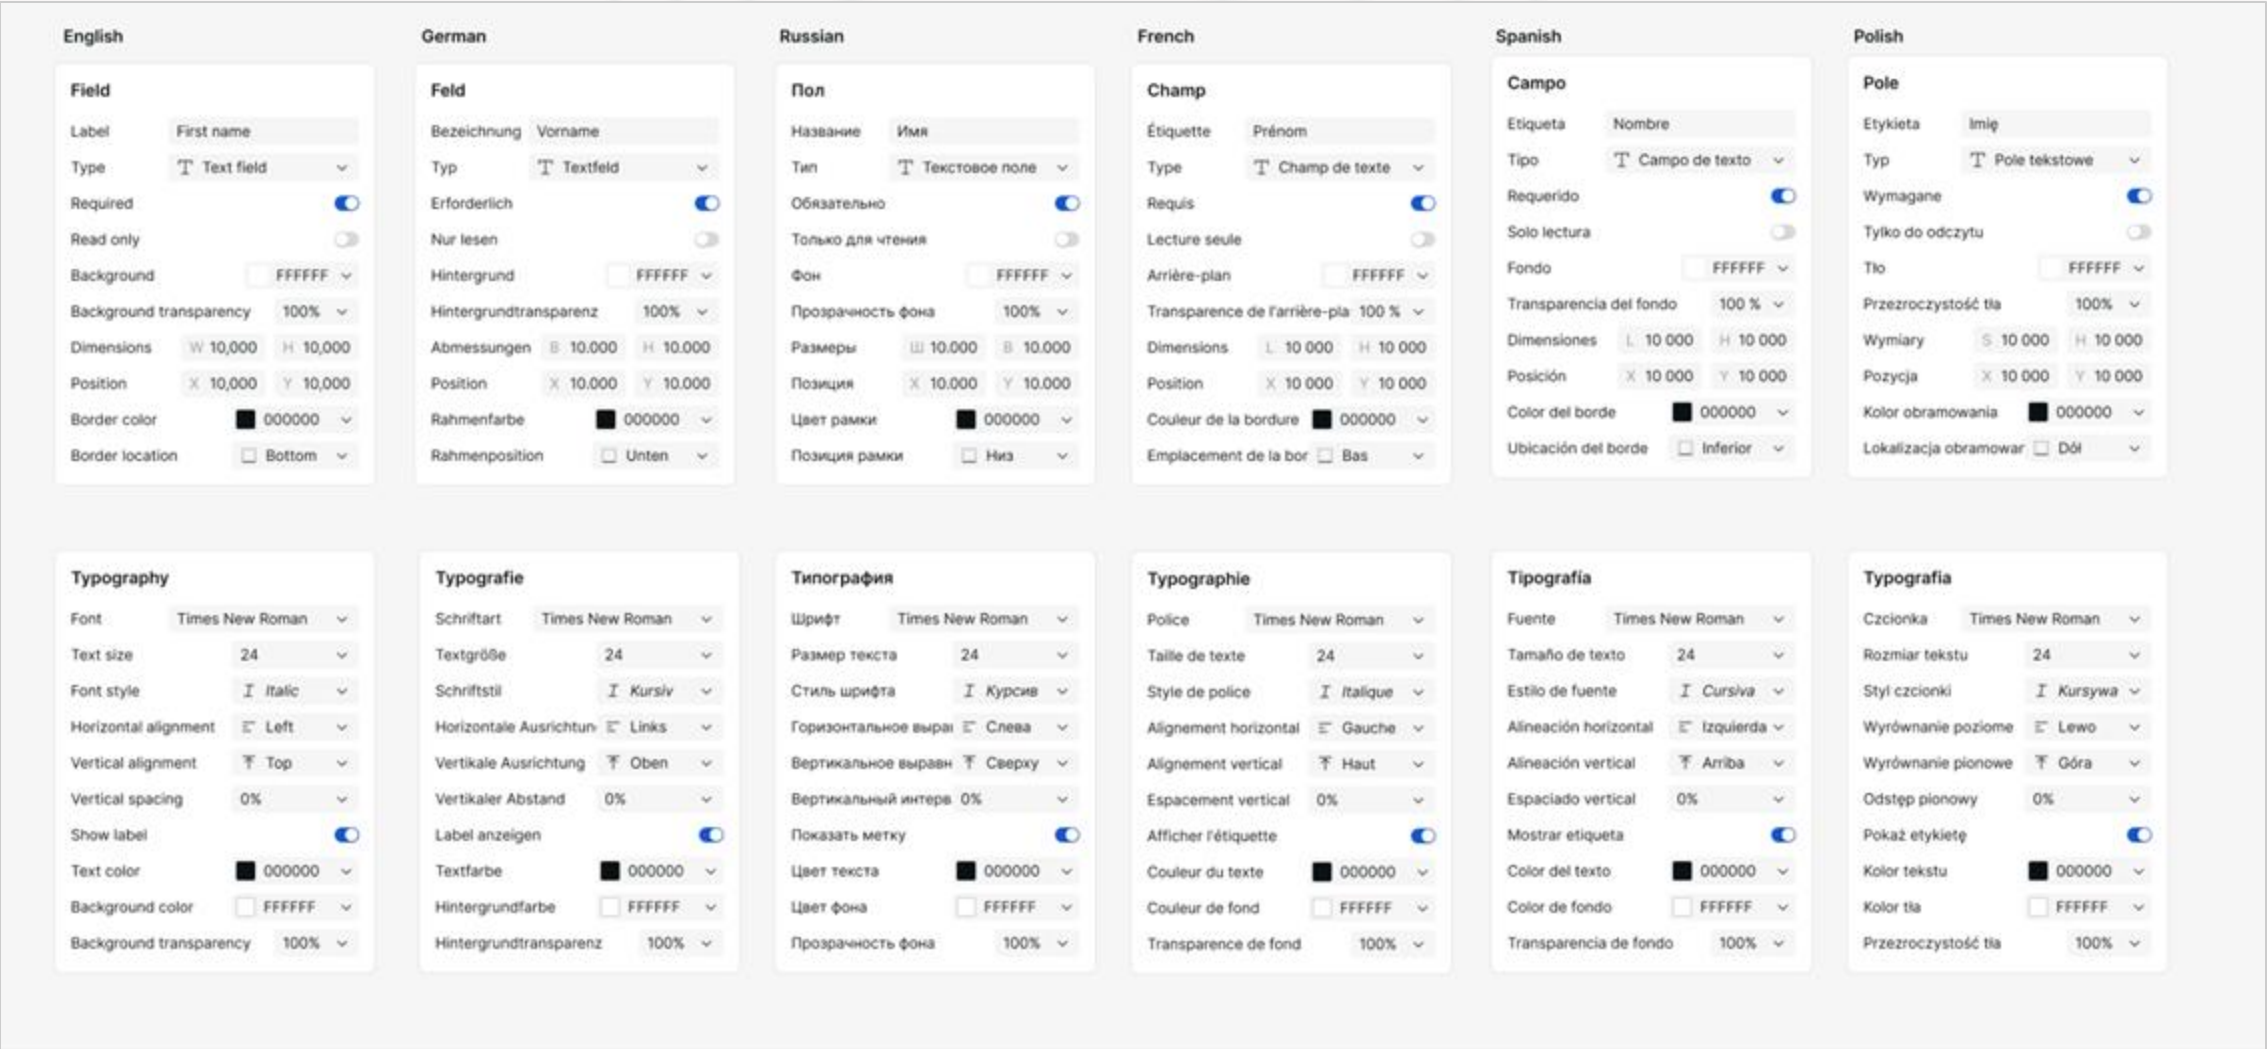 English
Field
Label First name
Type Text field
Required
Read only
Background FFFFFF
Background transparency 100%
Dimensions W 10,000 H 10,000
Position X 10,000 Y 10,000
Border color 000000
Border location Bottom
Typography
Font Times New Roman
Text size 24
Font style Italic
Horizontal alignment Left
Vertical alignment Top
Vertical spacing 0%
Show label
Text color 000000
Background color FFFFFF
Background transparency 100%
German
Feld
Bezeichnung Vorname
Typ Textfeld
Erforderlich
Nur lesen
Hintergrund FFFFFF
Hintergrundtransparenz 100%
Abmessungen B 10.000 H 10.000
Position X 10.000 Y 10.000
Rahmenfarbe 000000
Rahmenposition Unten
Typografie
Schriftart Times New Roman
Textgröße 24
Schriftstil Kursiv
Horizontale Ausrichtun Links
Vertikale Ausrichtung Oben
Vertikaler Abstand 0%
Label anzeigen
Textfarbe 000000
Hintergrundfarbe FFFFFF
Hintergrundtransparenz 100%
Russian
Пол
Название Имя
Тип Текстовое поле
Обязательно
Только для чтения
Фон FFFFFF
Прозрачность фона 100%
Размеры Ш 10.000 В 10.000
Позиция X 10.000 Y 10.000
Цвет рамки 000000
Позиция рамки Низ
Типография
Шрифт Times New Roman
Размер текста 24
Стиль шрифта Курсив
Горизонтальное выра Слева
Вертикальное выравн Сверху
Вертикальный интерв 0%
Показать метку
Цвет текста 000000
Цвет фона FFFFFF
Прозрачность фона 100%
French
Champ
Étiquette Prénom
Type Champ de texte
Requis
Lecture seule
Arrière-plan FFFFFF
Transparence de l'arrière-pla 100 %
Dimensions L 10 000 H 10 000
Position X 10 000 Y 10 000
Couleur de la bordure 000000
Emplacement de la bor Bas
Typographie
Police Times New Roman
Taille de texte 24
Style de police Italique
Alignement horizontal Gauche
Alignement vertical Haut
Espacement vertical 0%
Afficher l'étiquette
Couleur du texte 000000
Couleur de fond FFFFFF
Transparence de fond 100%
Spanish
Campo
Etiqueta Nombre
Tipo Campo de texto
Requerido
Solo lectura
Fondo FFFFFF
Transparencia del fondo 100 %
Dimensiones L 10 000 H 10 000
Posición X 10 000 Y 10 000
Color del borde 000000
Ubicación del borde Inferior
Tipografía
Fuente Times New Roman
Tamaño de texto 24
Estilo de fuente Cursiva
Alineación horizontal Izquierda
Alineación vertical Arriba
Espaciado vertical 0%
Mostrar etiqueta
Color del texto 000000
Color de fondo FFFFFF
Transparencia de fondo 100%
Polish
Pole
Etykieta Imię
Typ Pole tekstowe
Wymagane
Tylko do odczytu
Tło FFFFFF
Przezroczystość tła 100%
Wymiary S 10 000 H 10 000
Pozycja X 10 000 Y 10 000
Kolor obramowania 000000
Lokalizacja obramowar Dół
Typografia
Czcionka Times New Roman
Rozmiar tekstu 24
Styl czcionki Kursywa
Wyrównanie poziome Lewo
Wyrównanie pionowe Góra
Odstęp pionowy 0%
Pokaż etykietę
Kolor tekstu 000000
Kolor tła FFFFFF
Przezroczystość tła 100%